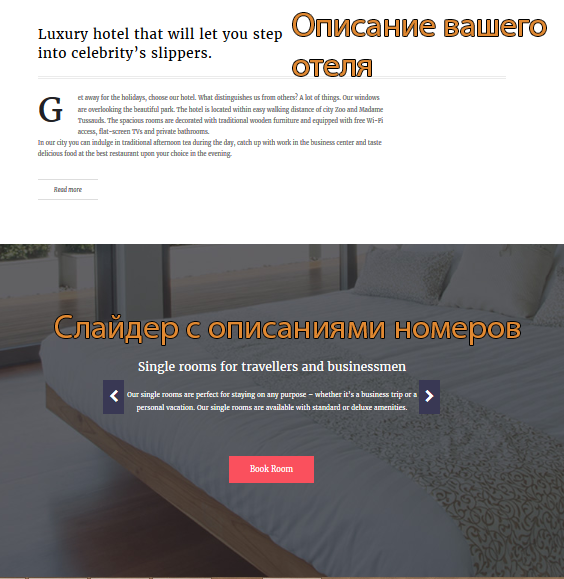 Luxury hotel that will let you step
into celebrity's slippers.
Описание вашего
отеля
Get away for the holidays, choose our hotel. What distinguishes us from others? A lot of things. Our windows
are overlooking the beautiful park. The hotel is located within easy walking distance of city Zoo and Madame
Tussauds. The spacious rooms are decorated with traditional wooden furniture and equipped with free Wi-Fi
access, flat-screen TVs and private bathrooms.
In our city you can indulge in traditional afternoon tea during the day, catch up with work in the business center and taste
delicious food at the best restaurant upon your choice in the evening.
Read more
Слайдер с описаниями номеров
Single rooms for travellers and businessmen
Our single rooms are perfect for staying on any purpose – whether it's a business trip or a
personal vacation. Our single rooms are available with standard or deluxe amenities.
Book Room